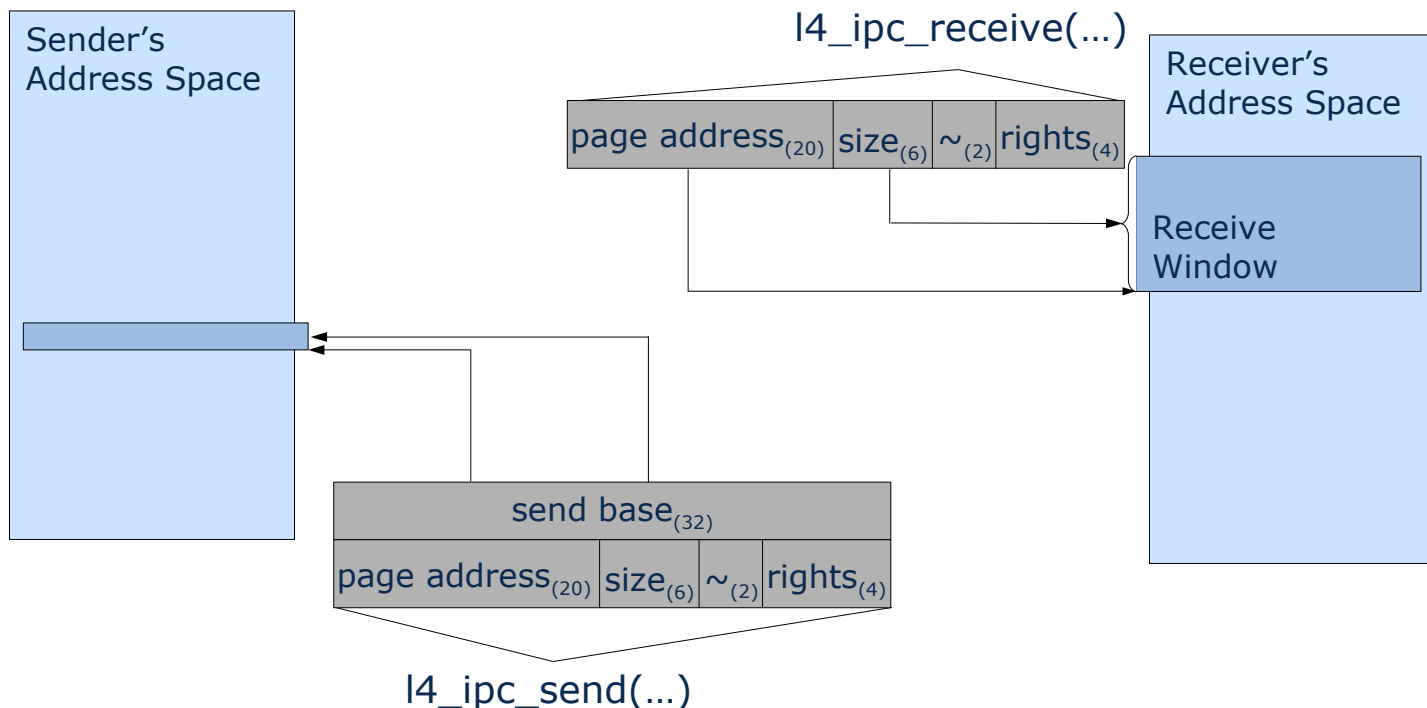 Sender's
Address Space
l4_ipc_receive(…)
Receiver's
Address Space
page address(20) size(6) ~(2) rights(4)
Receive
Window
send base(32)
page address(20) size(6) ~(2) rights(4)
l4_ipc_send(…)